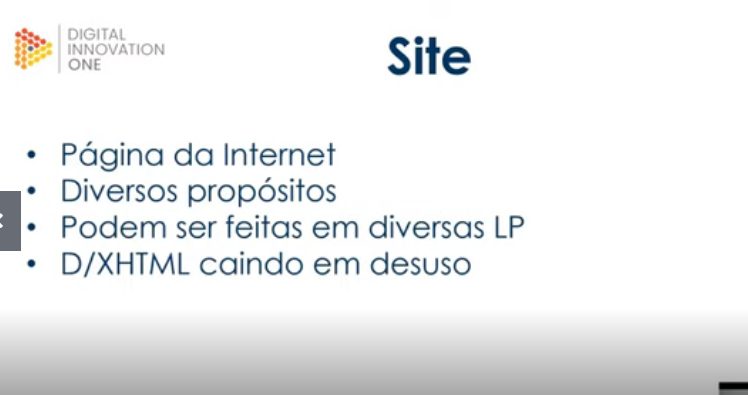 DIGITAL
INNOVATION
ONE
Site
• Página da Internet
• Diversos propósitos
• Podem ser feitas em diversas LP
• D/XHTML caindo em desuso